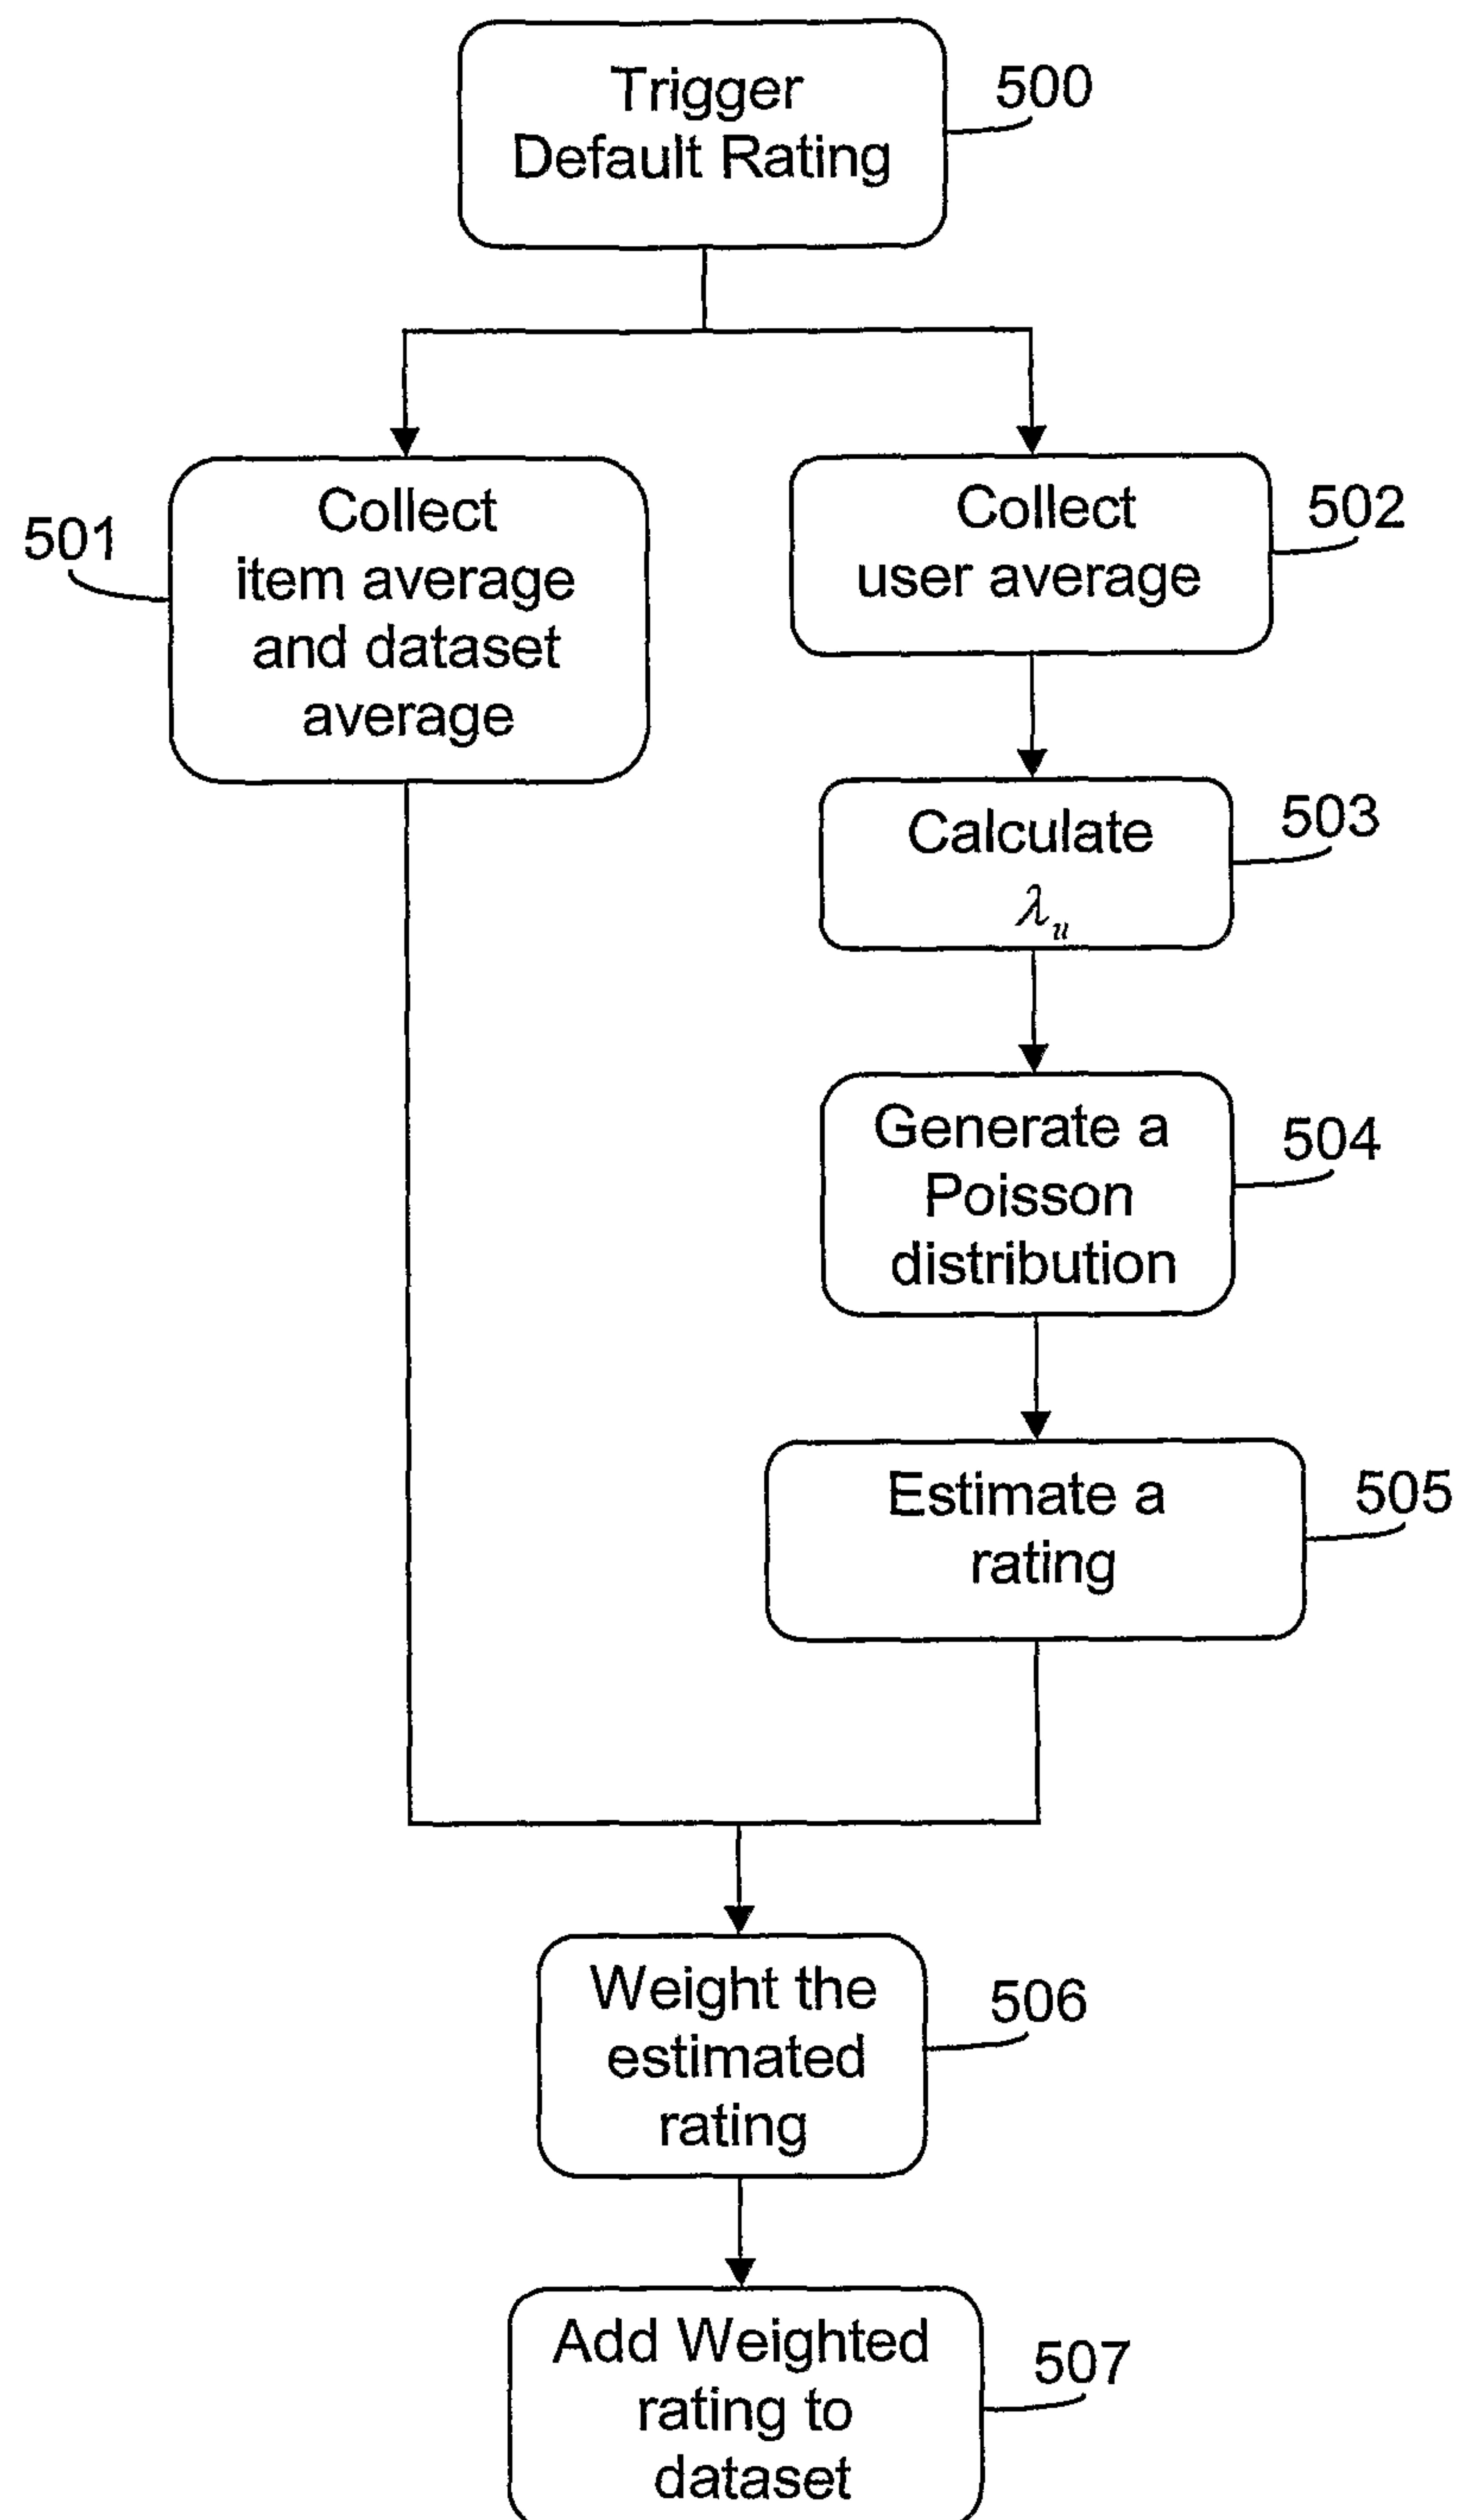 Trigger
Default Rating
500
Collect
item average
and dataset
average
501
Collect
user average
502
Calculate
λu
503
Generate a
Poisson
distribution
504
Estimate a
rating
505
Weight the
estimated
rating
506
Add Weighted
rating to
dataset
507